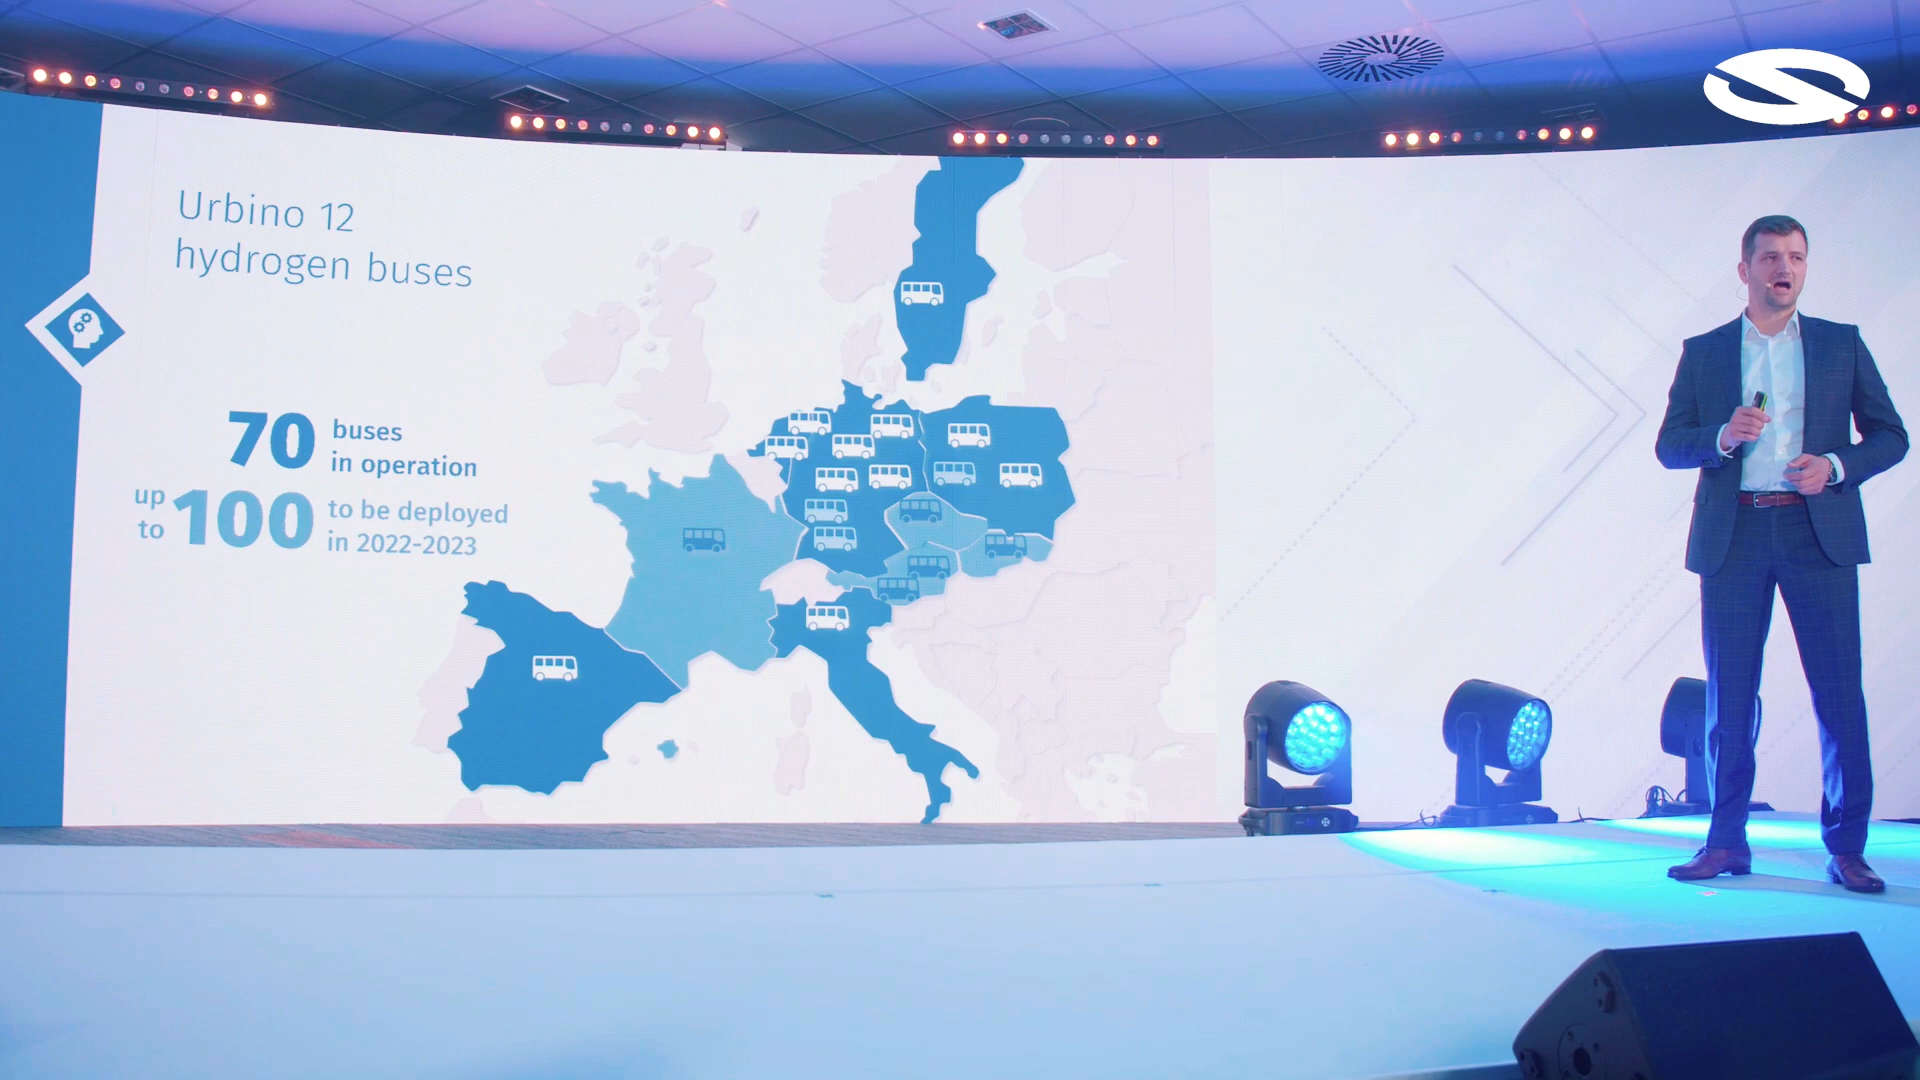 Urbino 12
hydrogen buses
70 buses
in operation
up
to 100 to be deployed
in 2022-2023